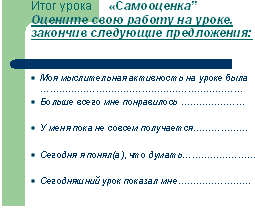 Итог урока «Самооценка”
Оцените свою работу на уроке,
закончив следующие предложения:
• Моя мыслительная активность на уроке была
……………………………………………………
• Больше всего мне понравилось …………………
• У меня пока не совсем получается………………
• Сегодня я понял(а), что думать……………………
• Сегодняшний урок показал мне……………………